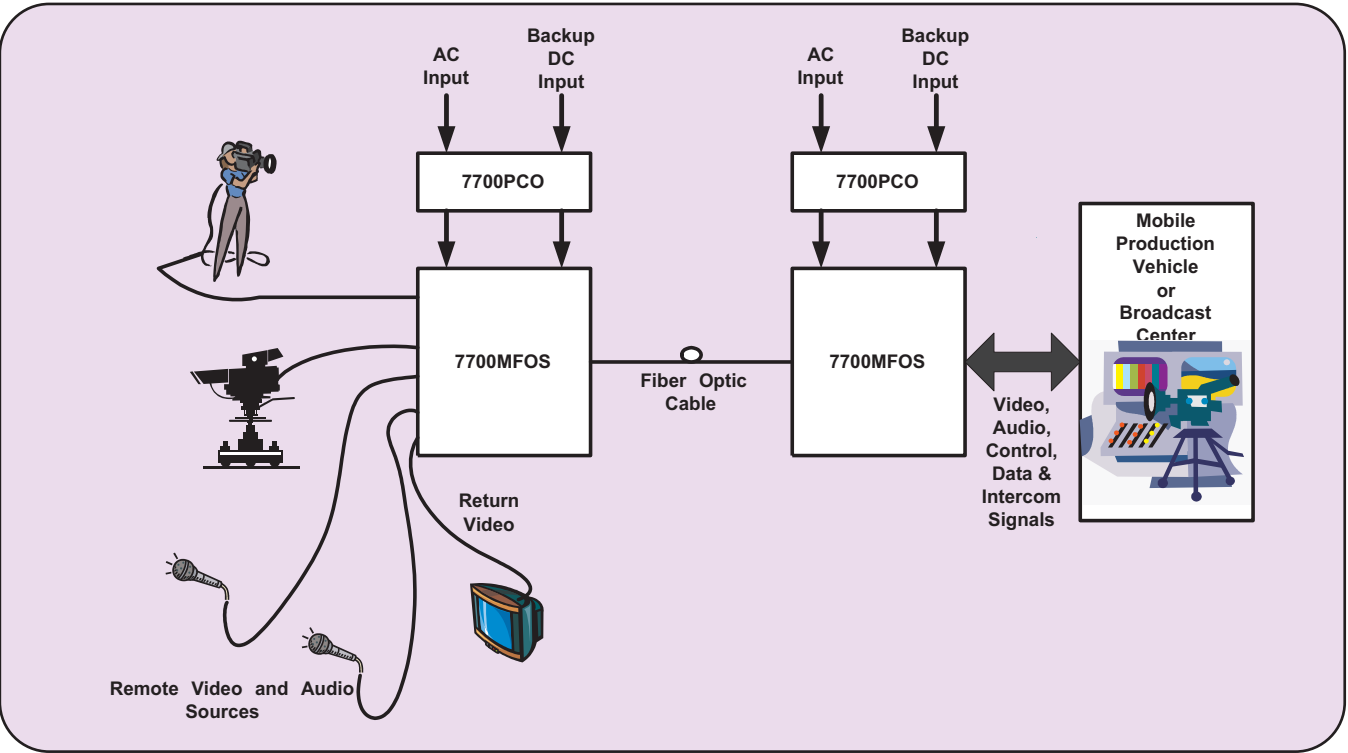 AC
Input
Backup
DC
Input
AC
Input
Backup
DC
Input
7700PCO
7700PCO
7700MFOS
Fiber Optic
Cable
7700MFOS
Mobile
Production
Vehicle
or
Broadcast
Center
Video,
Audio,
Control,
Data &
Intercom
Signals
Return
Video
Remote Video and Audio
Sources